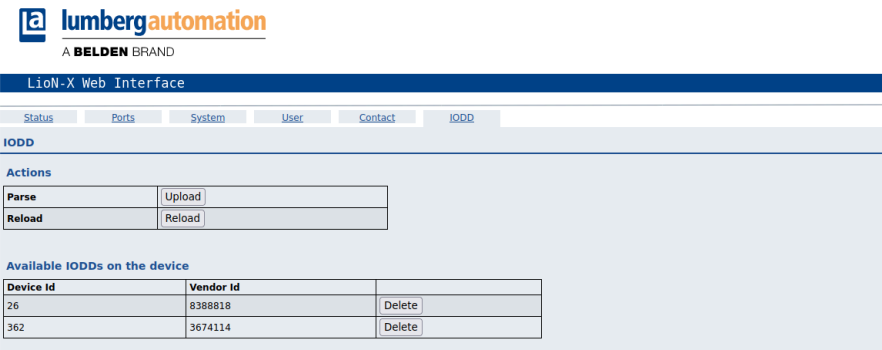 la lumbergautomation
A BELDEN BRAND
LioN-X Web Interface
Status Ports System User Contact IODD
IODD
Actions
Parse Upload
Reload Reload
Available IODDs on the device
Device Id Vendor Id
26 8388818 Delete
362 3674114 Delete